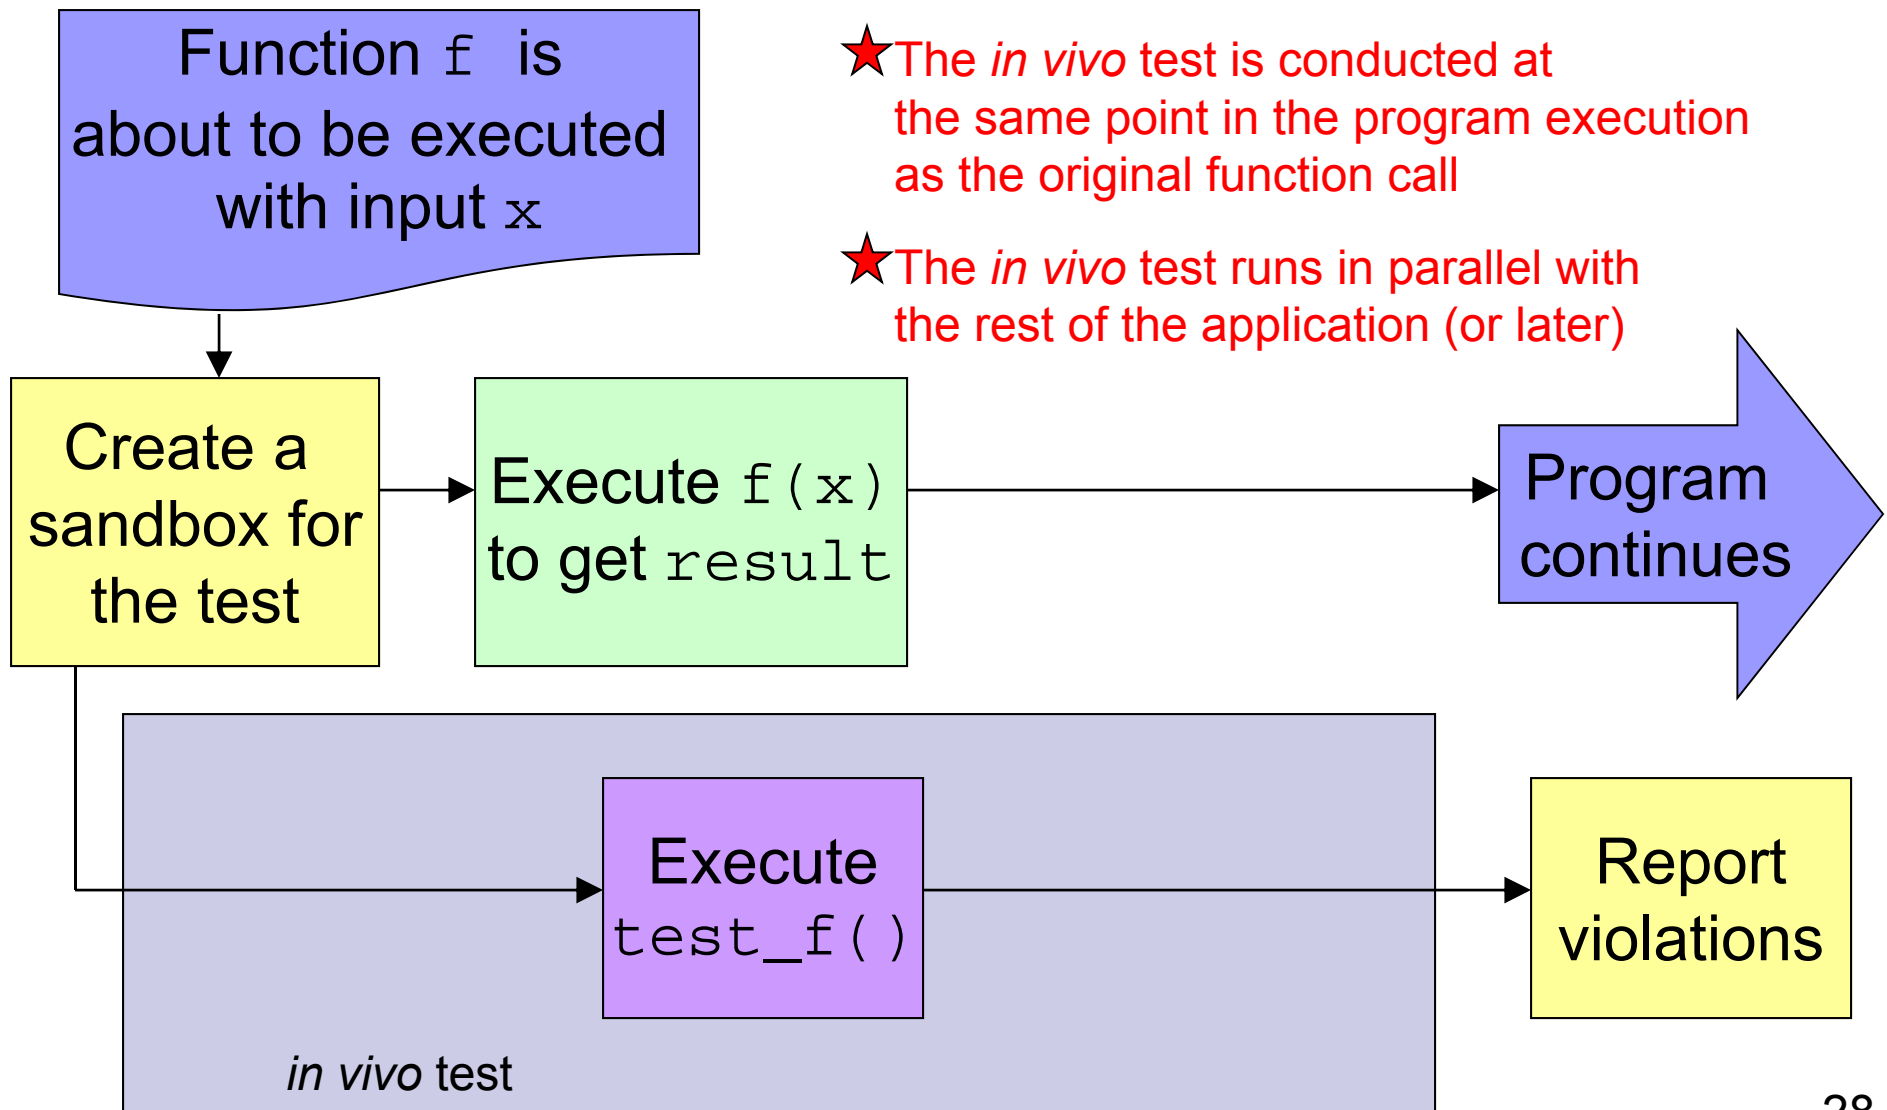 Function f is
about to be executed
with input x
The in vivo test is conducted at
the same point in the program execution
as the original function call
The in vivo test runs in parallel with
the rest of the application (or later)
Create a
sandbox for
the test
Execute f(x)
to get result
Program
continues
Execute
test_f()
Report
violations
in vivo test
28